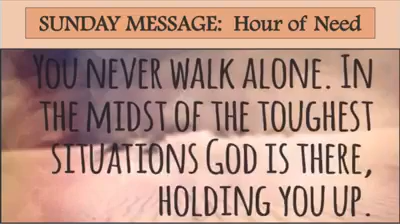 SUNDAY MESSAGE: Hour of Need
YOU NEVER WALK ALONE. IN
THE MIDST OF THE TOUGHEST
SITUATIONS GOD IS THERE,
HOLDING YOU UP.